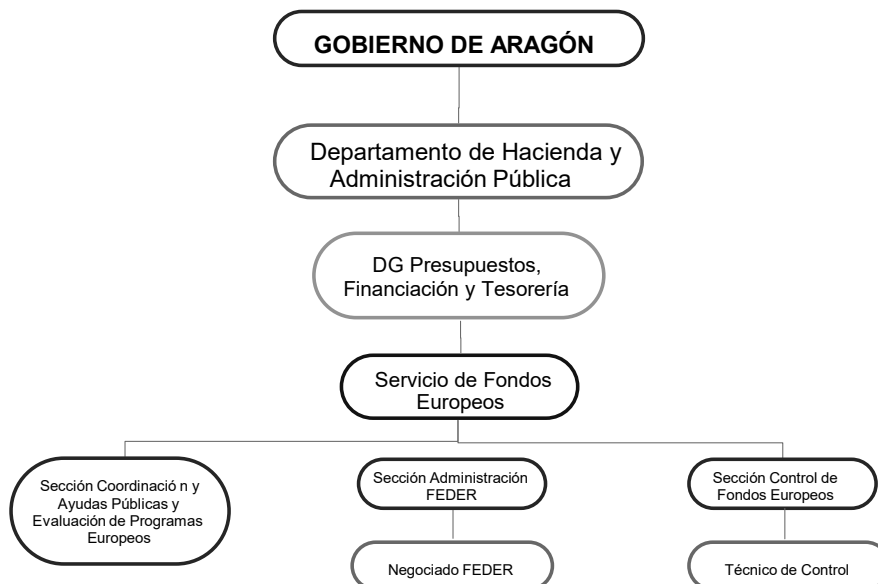 GOBIERNO DE ARAGÓN
Departamento de Hacienda y
Administración Pública
DG Presupuestos,
Financiación y Tesorería
Servicio de Fondos
Europeos
Sección Coordinació n y
Ayudas Públicas y
Evaluación de Programas
Europeos
Sección Administración
FEDER
Sección Control de
Fondos Europeos
Negociado FEDER
Técnico de Control